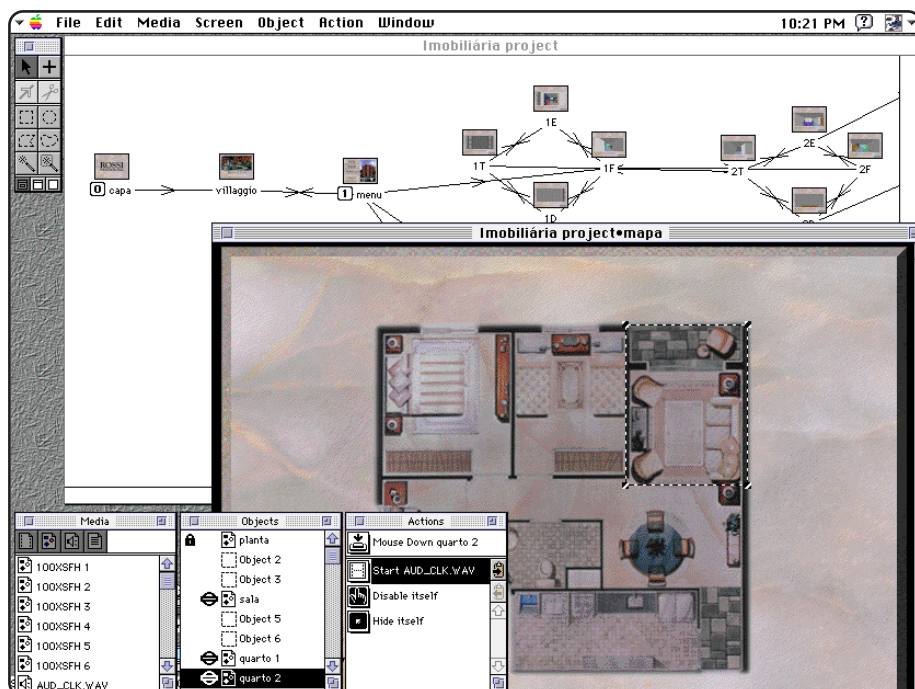 File Edit Media Screen Object Action Window 10:21 PM
Imobiliária project
1E
2E
1T
1F
2T
2F
ROSSI
0 capa
villaggio
1 menu
1D
Imobiliária project•mapa
Media
100XSFH 1
100XSFH 2
100XSFH 3
100XSFH 4
100XSFH 5
100XSFH 6
AUD_CLK.WAV
Objects
planta
Object 2
Object 3
sala
Object 5
Object 6
quarto 1
quarto 2
Actions
Mouse Down quarto 2
Start AUD_CLK.WAV
Disable itself
Hide itself